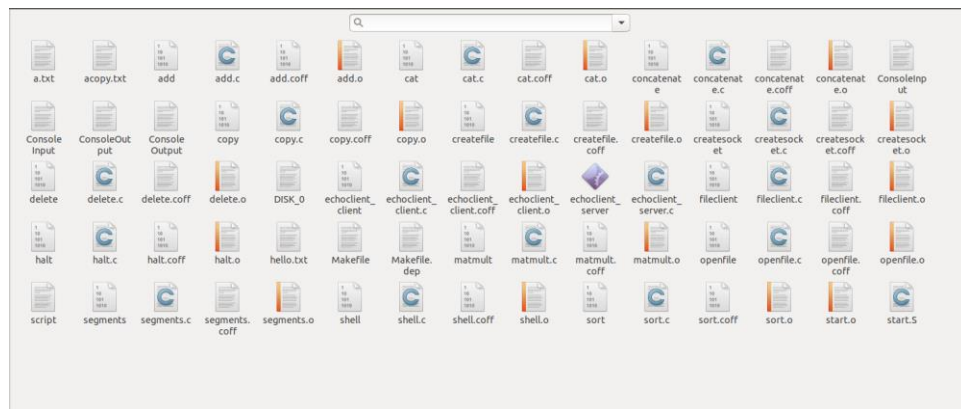 a.txt acopy.txt add add.c add.coff add.o cat cat.c cat.coff cat.o concatenat concatenat concatenat concatenat ConsoleInp
e e.c e.coff e.o ut
Console ConsoleOut Console copy copy.c copy.coff copy.o createfile createfile.c createfile. createfile.o createsock createsock createsock createsock
Input put Output coff et et.c et.coff et.o
delete delete.c delete.coff delete.o DISK_0 echoclient_ echoclient_ echoclient_ echoclient_ echoclient_ echoclient_ fileclient fileclient.c fileclient. fileclient.o
client client.c client.coff client.o server server.c coff
halt halt.c halt.coff halt.o hello.txt Makefile Makefile. matmult matmult.c matmult. matmult.o openfile openfile.c openfile. openfile.o
dep coff coff
script segments segments.c segments. segments.o shell shell.c shell.coff shell.o sort sort.c sort.coff sort.o start.o start.S
coff